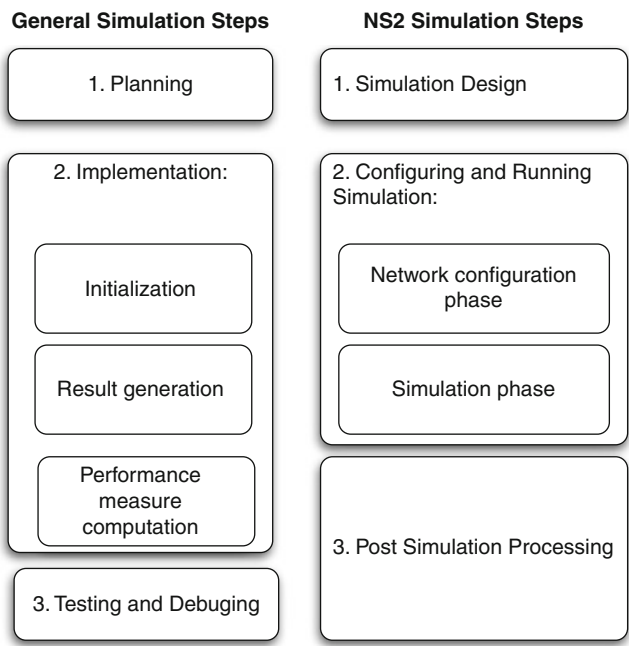 General Simulation Steps
1. Planning
2. Implementation:
Initialization
Result generation
Performance
measure
computation
3. Testing and Debuging
NS2 Simulation Steps
1. Simulation Design
2. Configuring and Running
Simulation:
Network configuration
phase
Simulation phase
3. Post Simulation Processing